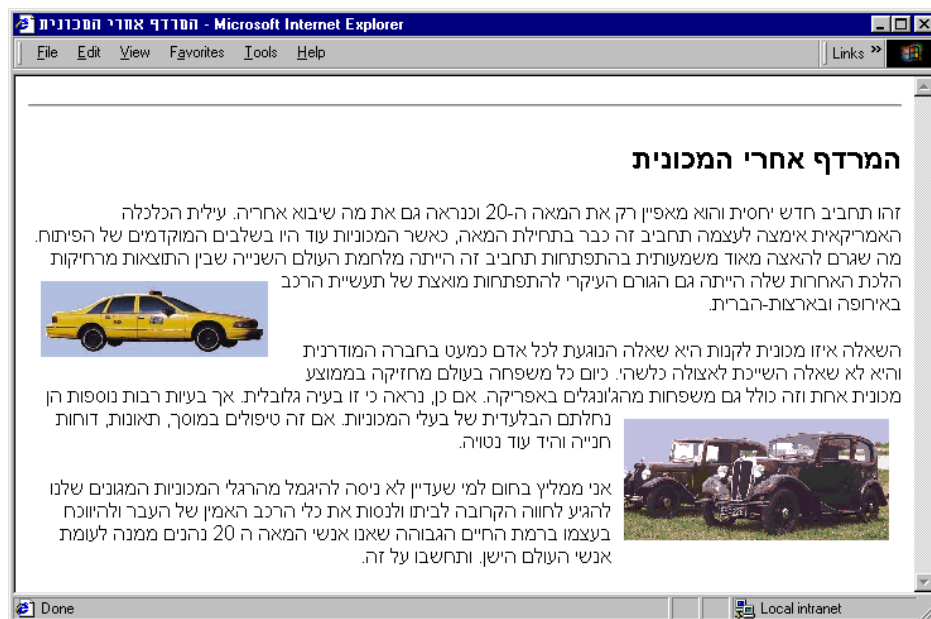 המרדף אחרי המכונית - Microsoft Internet Explorer
File Edit View Favorites Tools Help Links »
המרדף אחרי המכונית
זהו תחביב חדש יחסית והוא מאפיין רק את המאה ה-20 וכנראה גם את מה שיבוא אחריה. עילית הכלכלה
האמריקאית אימצה לעצמה תחביב זה כבר בתחילת המאה, כאשר המכוניות עוד היו בשלבים המוקדמים של הפיתוח.
מה שגרם להאצה מאוד משמעותית בהתפתחות תחביב זה הייתה מלחמת העולם השנייה שבין התוצאות מרחיקות
הלכת האחרות שלה הייתה גם הגורם העיקרי להתפתחות מואצת של תעשיית הרכב
באירופה ובארצות-הברית.
השאלה איזו מכונית לקנות היא שאלה הנוגעת לכל אדם כמעט בחברה המודרנית
והיא לא שאלה השייכת לאצולה כלשהי. כיום כל משפחה בעולם מחזיקה בממוצע
מכונית אחת וזה כולל גם משפחות מהג'ונגלים באפריקה. אם כן, נראה כי זו בעיה גלובלית. אך בעיות רבות נוספות הן
נחלתם הבלעדית של בעלי המכוניות. אם זה טיפולים במוסך, תאונות, דוחות
חנייה והיד עוד נטויה.
אני ממליץ בחום למי שעדיין לא ניסה להיגמל מהרגלי המכוניות המגונים שלנו
להגיע לחווה הקרובה לביתו ולנסות את כלי הרכב האמין של העבר ולהיווכח
בעצמו ברמת החיים הגבוהה שאנו אנשי המאה ה 20 נהנים ממנה לעומת
אנשי העולם הישן. ותחשבו על זה.
Done Local intranet